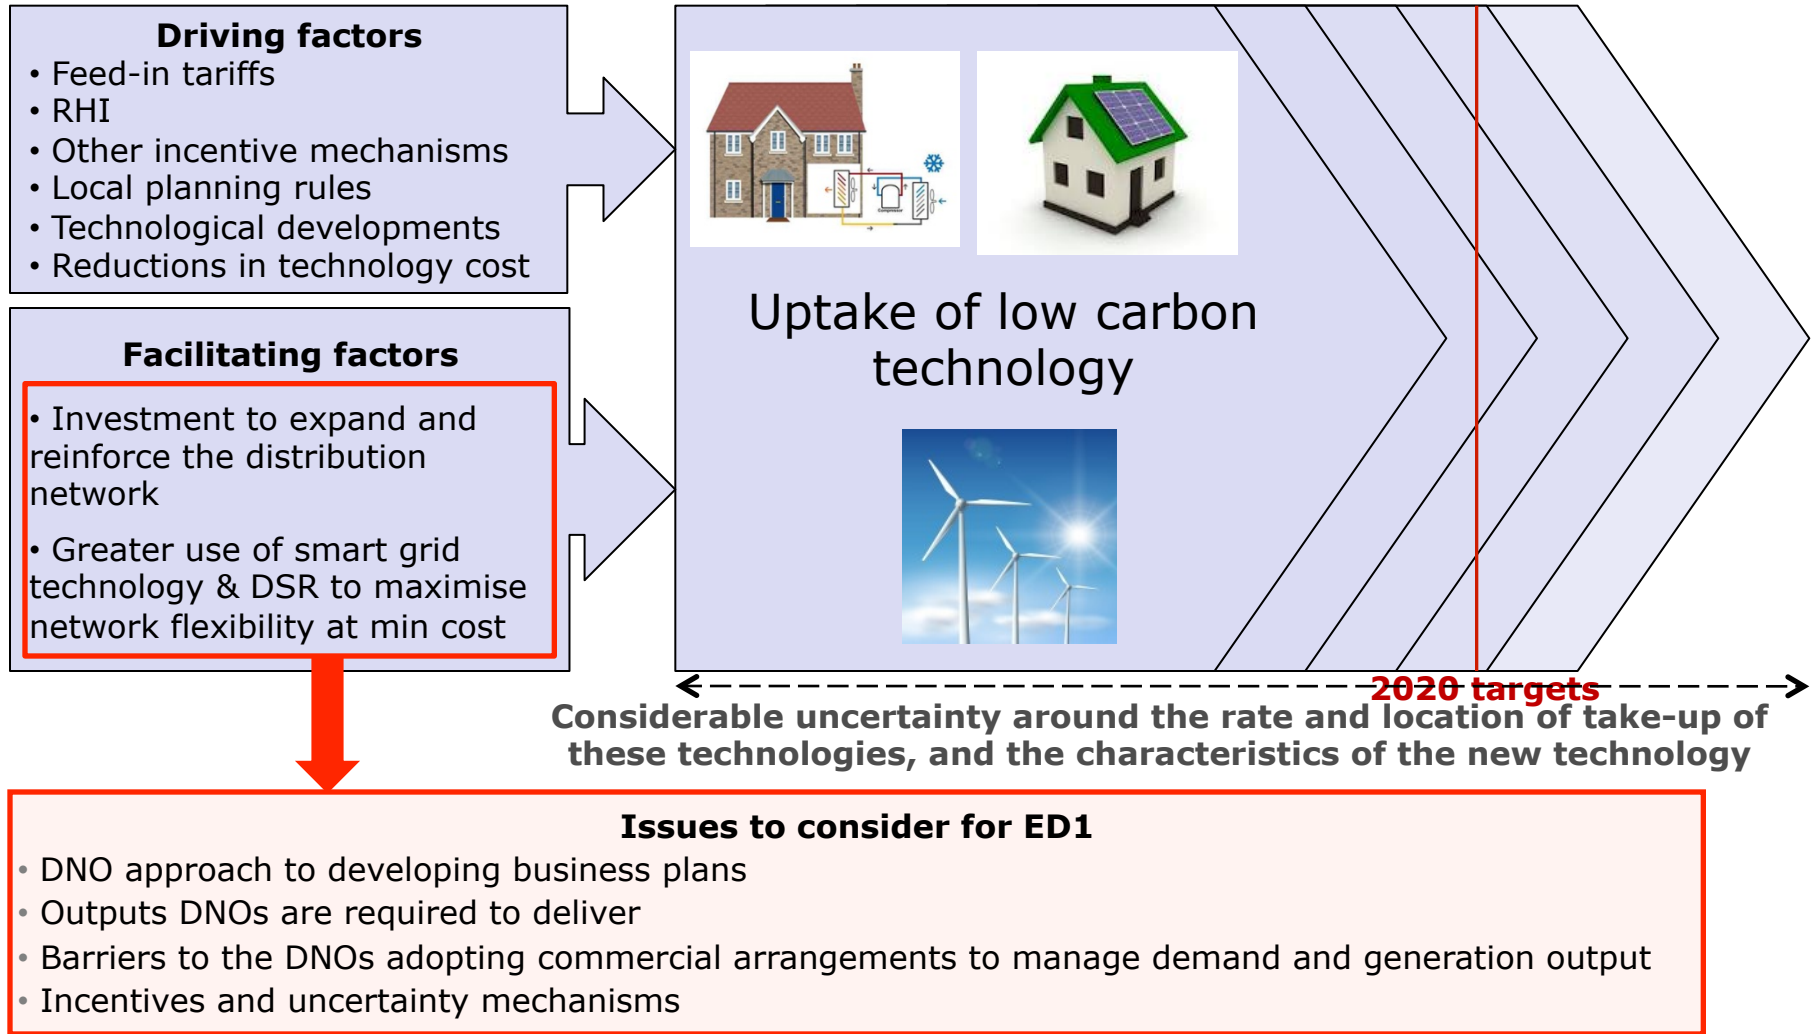 Driving factors
• Feed-in tariffs
• RHI
• Other incentive mechanisms
• Local planning rules
• Technological developments
• Reductions in technology cost
Facilitating factors
• Investment to expand and
reinforce the distribution
network
• Greater use of smart grid
technology & DSR to maximise
network flexibility at min cost
Compressor
Uptake of low carbon
technology
2020 targets
Considerable uncertainty around the rate and location of take-up of
these technologies, and the characteristics of the new technology
Issues to consider for ED1
• DNO approach to developing business plans
• Outputs DNOs are required to deliver
• Barriers to the DNOs adopting commercial arrangements to manage demand and generation output
• Incentives and uncertainty mechanisms